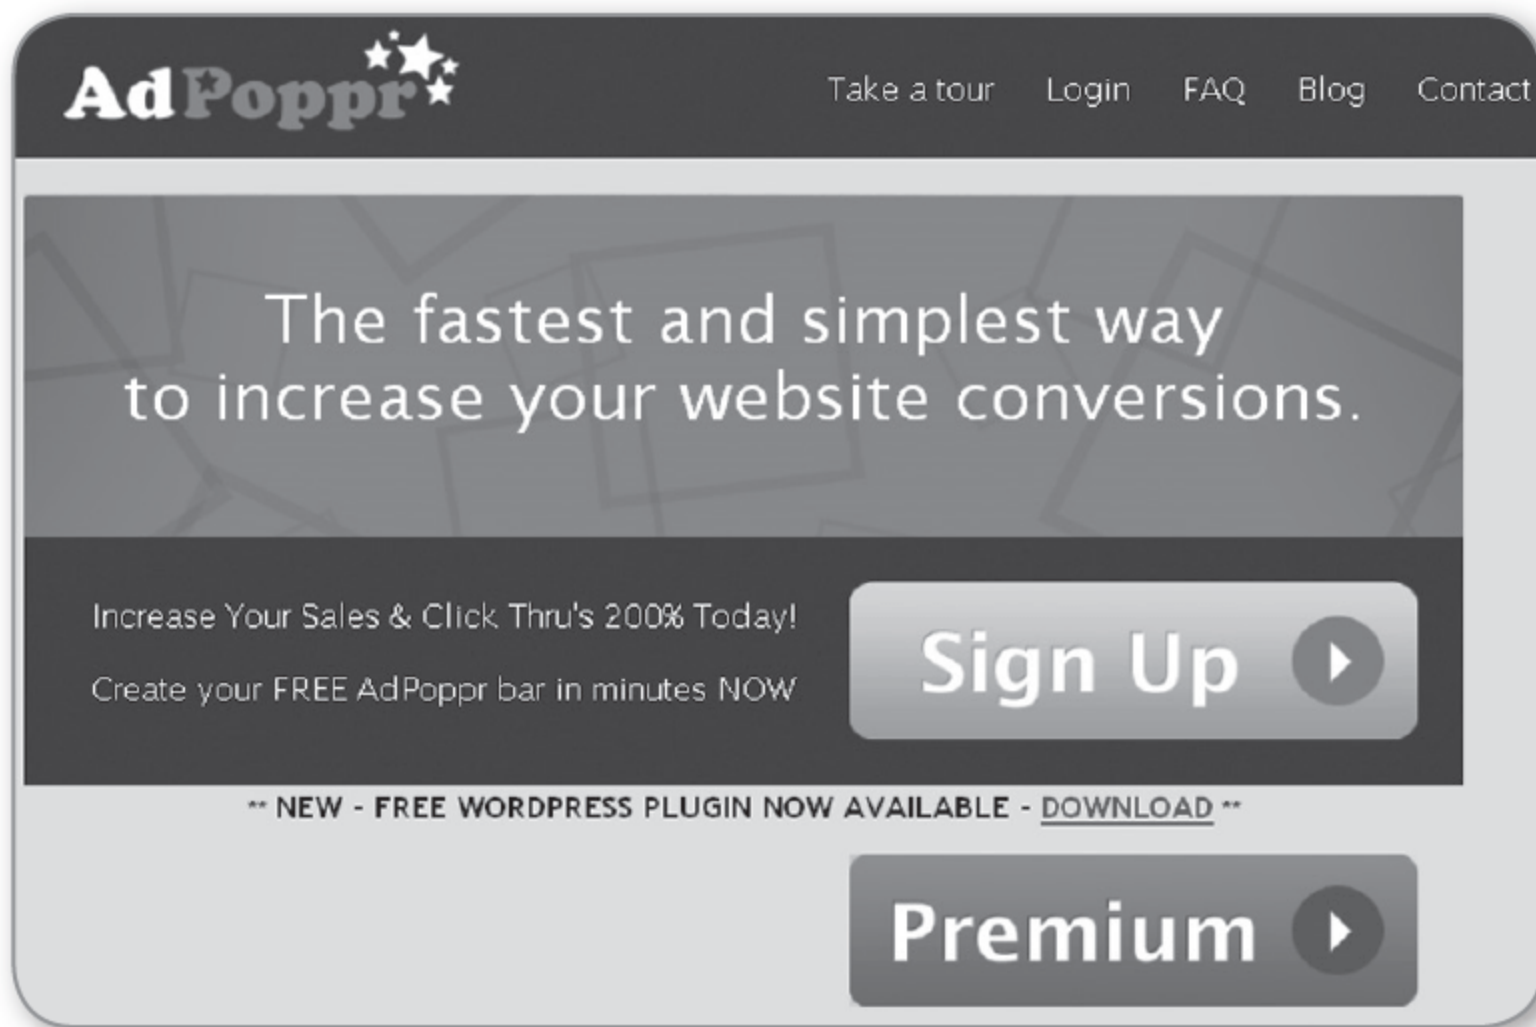 AdPoppr
Take a tour Login FAQ Blog Contact
The fastest and simplest way
to increase your website conversions.
Increase Your Sales & Click Thru's 200% Today!
Create your FREE AdPoppr bar in minutes NOW
Sign Up
** NEW - FREE WORDPRESS PLUGIN NOW AVAILABLE - DOWNLOAD **
Premium